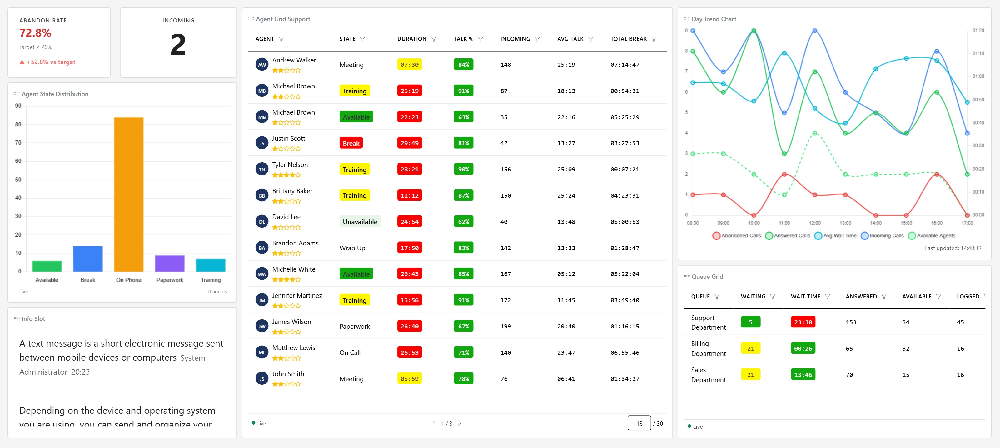 ABANDON RATE
72.8%
Target < 20%
▲ +52.8% vs target
INCOMING
2
Agent State Distribution
90
80
70
60
50
40
30
20
10
0
Available Break On Phone Paperwork Training
Live 0 agents
Info Slot
A text message is a short electronic message sent
between mobile devices or computers System
Administrator 20:23
.....
Depending on the device and operating system
you are using, you can send and organize your
Agent Grid Support
AGENT STATE DURATION TALK % INCOMING AVG TALK TOTAL BREAK
AW Andrew Walker Meeting 07:30 84% 148 25:19 07:14:47
MB Michael Brown Training 25:19 91% 87 18:13 00:54:31
MB Michael Brown Available 22:23 63% 35 22:16 05:25:29
JS Justin Scott Break 29:49 81% 42 13:27 03:27:53
TN Tyler Nelson Training 28:21 90% 156 25:09 00:07:21
BB Brittany Baker Training 11:12 87% 150 25:24 04:23:31
DL David Lee Unavailable 24:54 62% 40 13:48 05:00:53
BA Brandon Adams Wrap Up 17:50 83% 142 13:33 01:28:47
MW Michelle White Available 29:43 85% 167 05:12 03:22:04
JM Jennifer Martinez Training 15:56 91% 172 11:45 03:49:40
JW James Wilson Paperwork 26:40 67% 199 20:40 01:16:15
ML Matthew Lewis On Call 26:53 71% 140 23:47 06:55:46
JS John Smith Meeting 05:59 78% 76 06:41 01:34:27
Live 1 / 3 13 / 30
Day Trend Chart
9 01:20
8 01:10
7 01:00
6 00:50
5 00:40
4 00:30
3 00:20
2 00:10
1 00:00
0
08:00 09:00 10:00 11:00 12:00 13:00 14:00 15:00 16:00 17:00
Abandoned Calls Answered Calls Avg Wait Time Incoming Calls Available Agents
Last updated: 14:40:12
Queue Grid
QUEUE WAITING WAIT TIME ANSWERED AVAILABLE LOGGED
Support
Department 5 23:30 153 34 45
Billing
Department 21 00:26 65 32 16
Sales
Department 21 13:46 70 15 16
Live